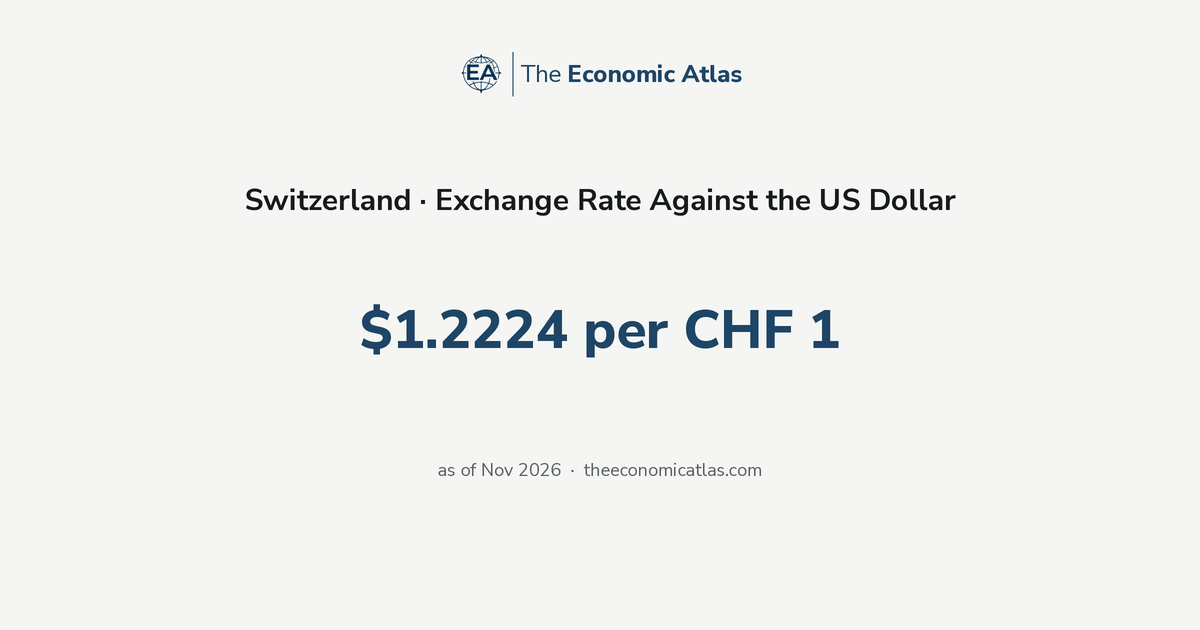 EA The Economic Atlas
Switzerland · Exchange Rate Against the US Dollar
$1.2224 per CHF 1
as of Nov 2026 · theeconomicatlas.com